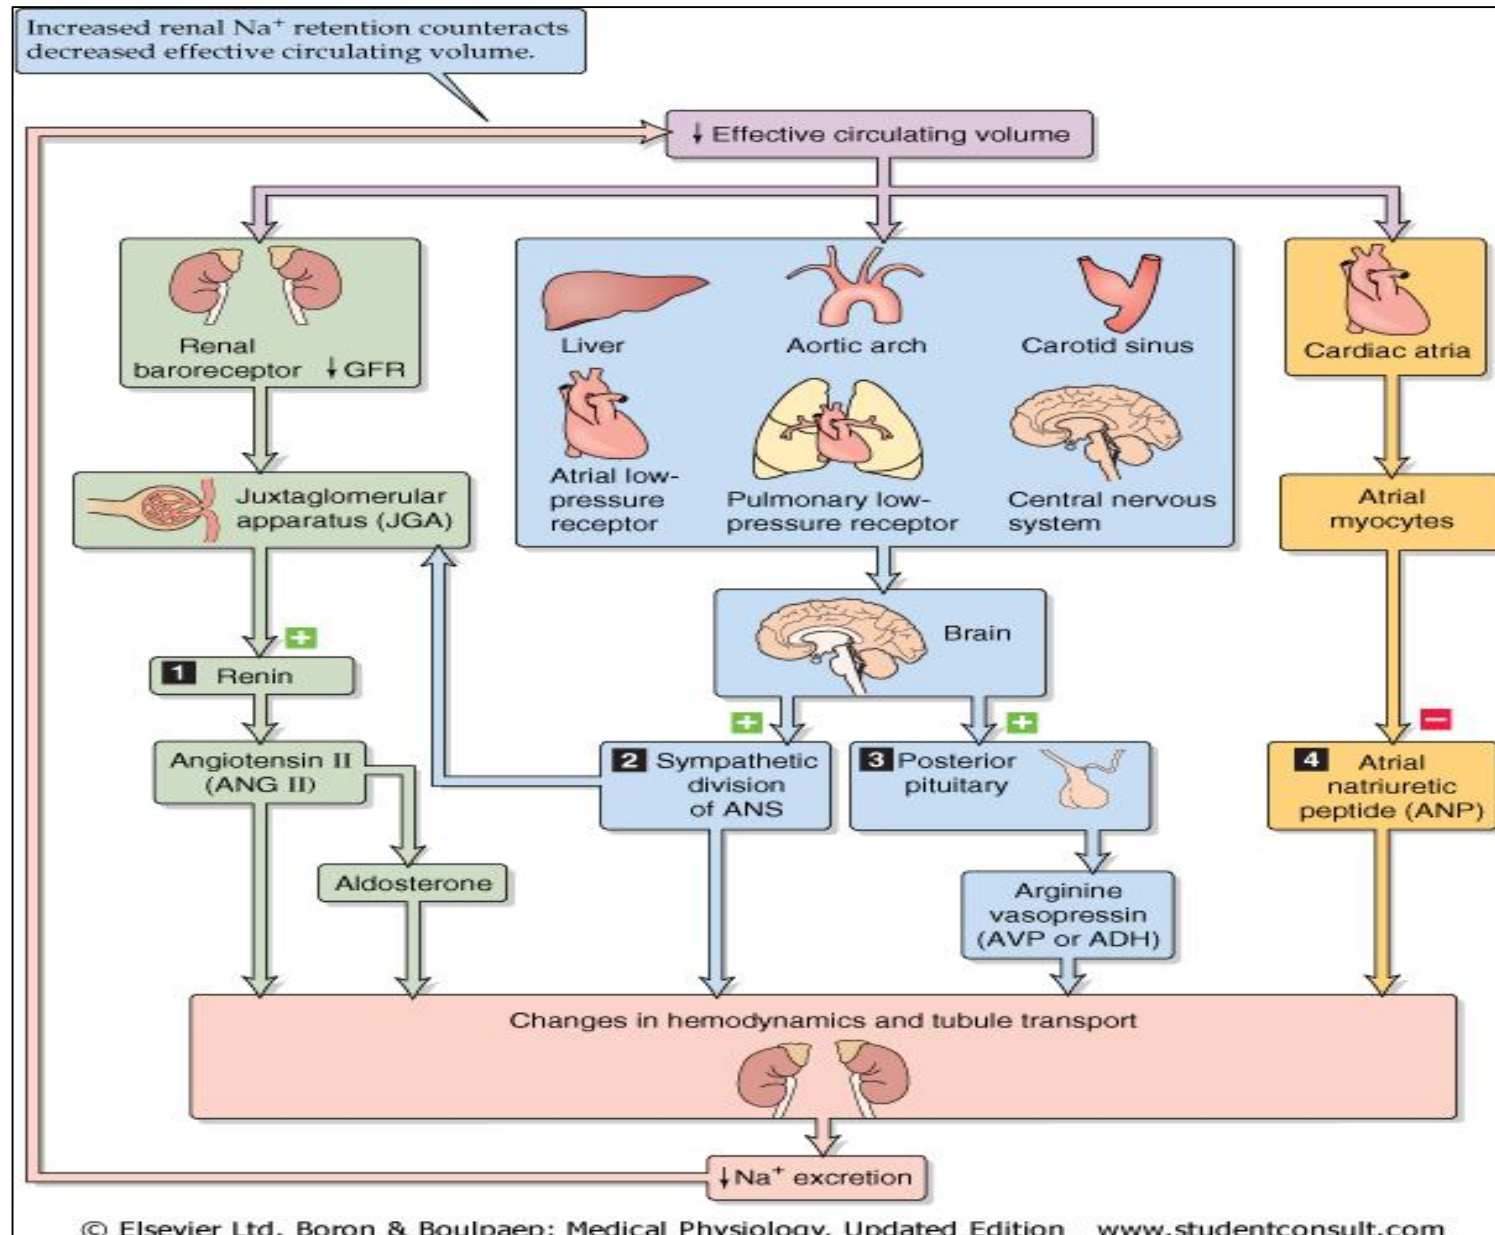 Increased renal Na⁺ retention counteracts
decreased effective circulating volume.
↓ Effective circulating volume
Renal
baroreceptor ↓ GFR
Liver
Aortic arch
Carotid sinus
Atrial low-
pressure
receptor
Pulmonary low-
pressure receptor
Central nervous
system
Cardiac atria
Juxtaglomerular
apparatus (JGA)
Atrial
myocytes
Brain
+
1 Renin
+
+
−
Angiotensin II
(ANG II)
2 Sympathetic
division
of ANS
3 Posterior
pituitary
4 Atrial
natriuretic
peptide (ANP)
Aldosterone
Arginine
vasopressin
(AVP or ADH)
Changes in hemodynamics and tubule transport
↓Na⁺ excretion
© Elsevier Ltd. Boron & Boulpaep: Medical Physiology, Updated Edition www.studentconsult.com